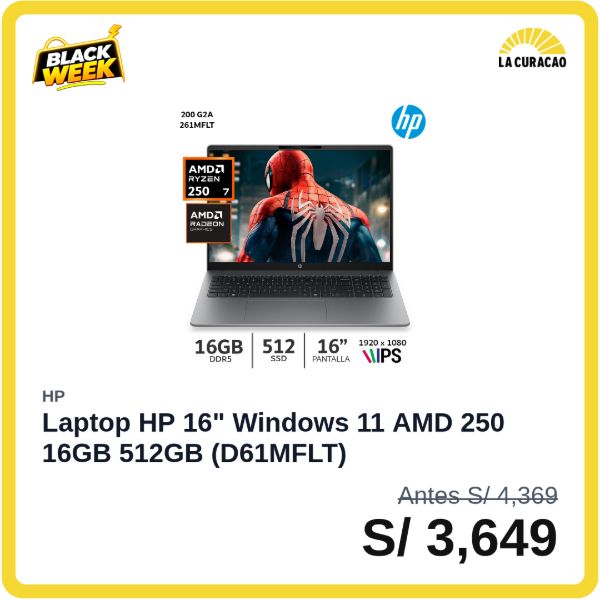 BLACK
WEEK
LA CURACAO
200 G2A
261MFLT
hp
AMD
RYZEN
250 7
AMD
RADEON
GRAPHICS
16GB
DDR5
512
SSD
16”
PANTALLA
1920 x 1080
IPS
HP
Laptop HP 16" Windows 11 AMD 250
16GB 512GB (D61MFLT)
Antes S/ 4,369
S/ 3,649